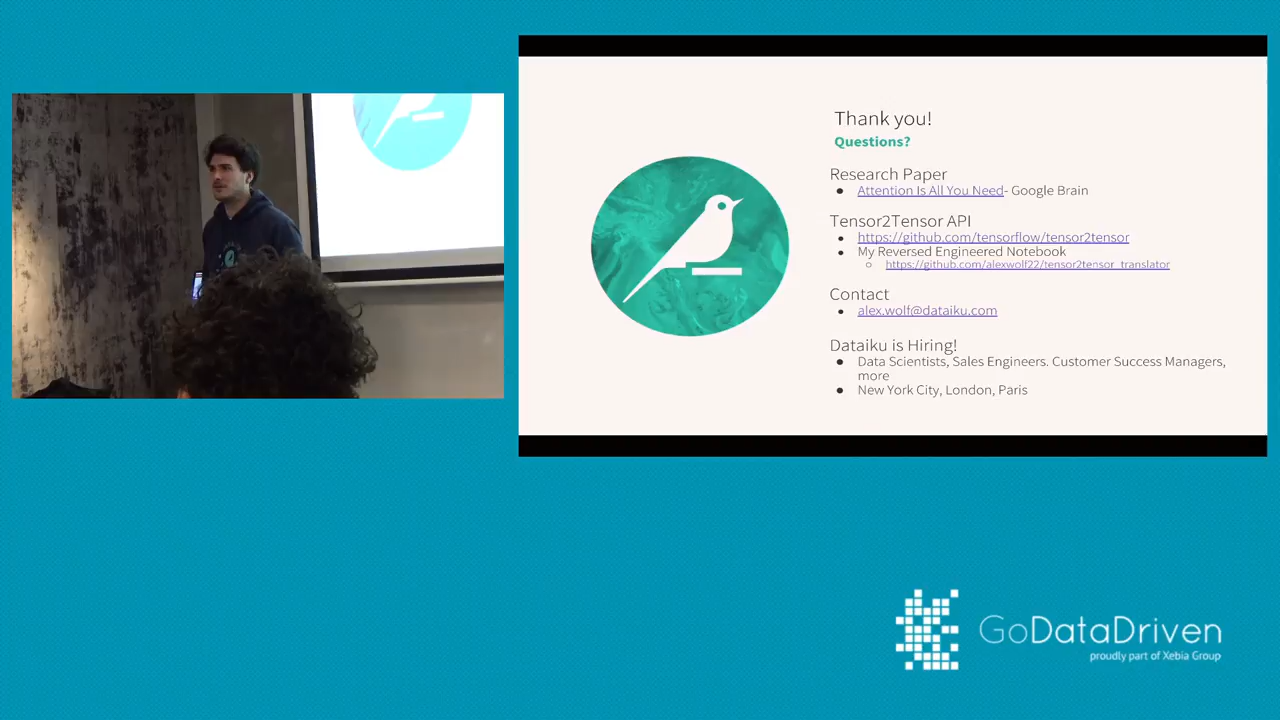 Thank you!
Questions?
Research Paper
● Attention Is All You Need- Google Brain
Tensor2Tensor API
● https://github.com/tensorflow/tensor2tensor
● My Reversed Engineered Notebook
○ https://github.com/alexwolf22/tensor2tensor_translator
Contact
● alex.wolf@dataiku.com
Dataiku is Hiring!
● Data Scientists, Sales Engineers. Customer Success Managers,
more
● New York City, London, Paris
GoDataDriven
proudly part of Xebia Group